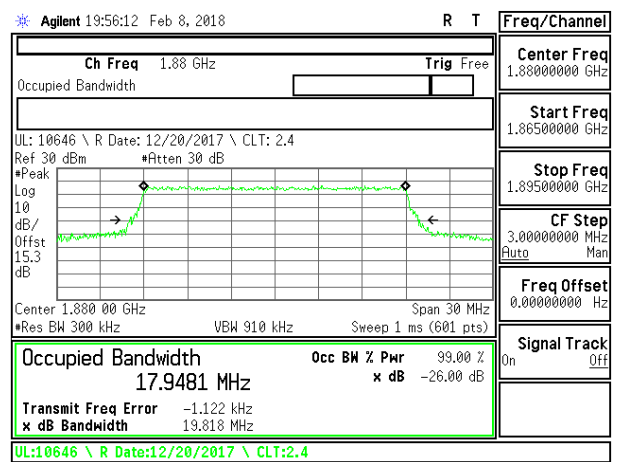 Agilent 19:56:12 Feb 8, 2018 R T Freq/Channel
Ch Freq 1.88 GHz Trig Free
Occupied Bandwidth
Center Freq
1.88000000 GHz
Start Freq
1.86500000 GHz
UL: 10646 \ R Date: 12/20/2017 \ CLT: 2.4
Ref 30 dBm #Atten 30 dB
#Peak
Log
10
dB/
Offst
15.3
dB
Stop Freq
1.89500000 GHz
CF Step
3.00000000 MHz
Auto Man
Freq Offset
0.00000000 Hz
Center 1.880 00 GHz Span 30 MHz
#Res BW 300 kHz VBW 910 kHz Sweep 1 ms (601 pts)
Signal Track
On Off
Occupied Bandwidth Occ BW % Pwr 99.00 %
17.9481 MHz x dB -26.00 dB
Transmit Freq Error -1.122 kHz
x dB Bandwidth 19.818 MHz
UL:10646 \ R Date:12/20/2017 \ CLT:2.4